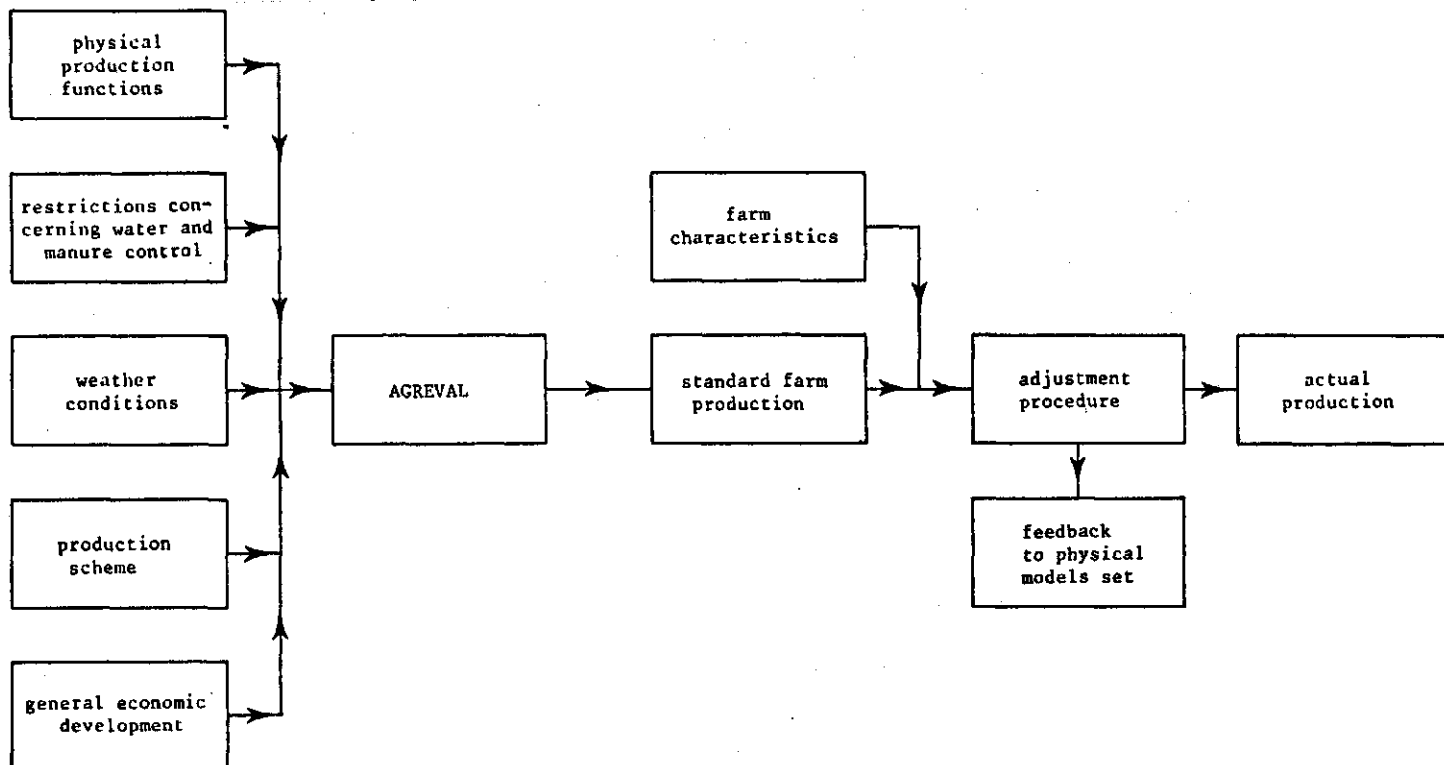 physical
production
functions
restrictions con-
cerning water and
manure control
weather
conditions
production
scheme
general economic
development
AGREVAL
farm
characteristics
standard farm
production
adjustment
procedure
actual
production
feedback
to physical
models set